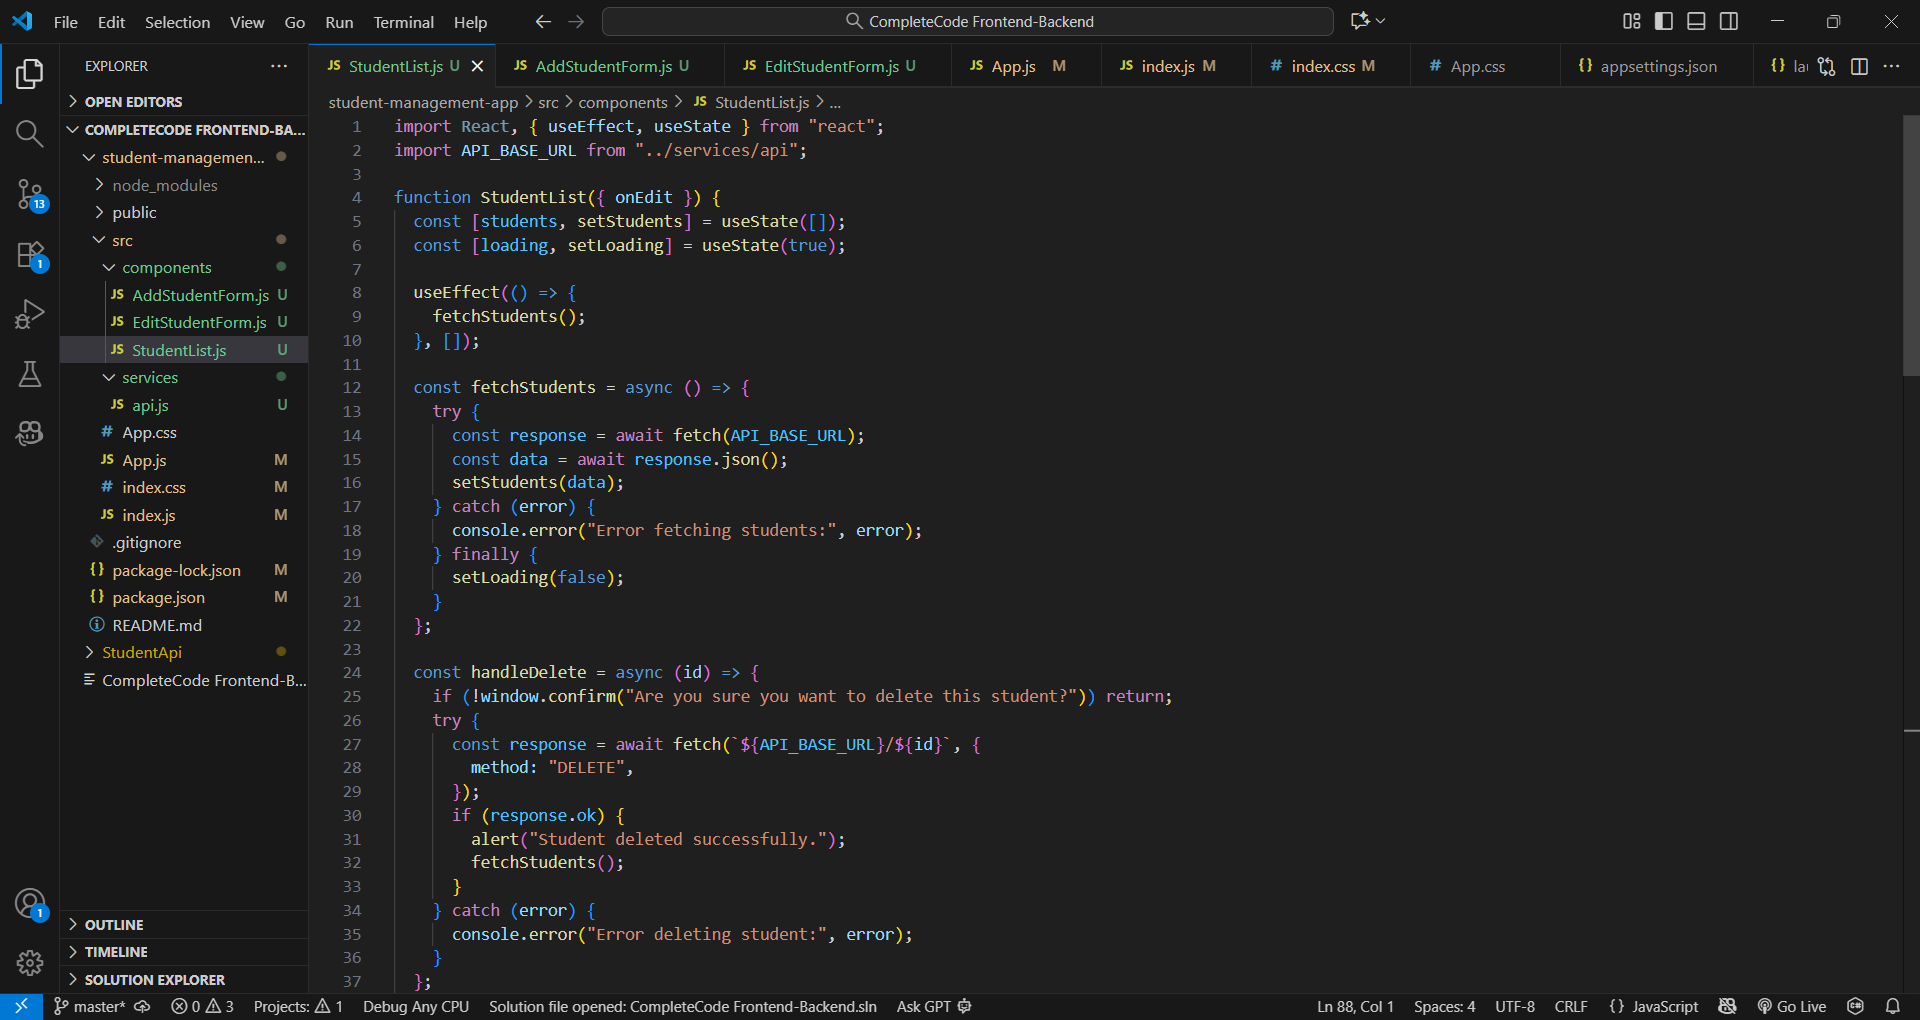 File Edit Selection View Go Run Terminal Help
CompleteCode Frontend-Backend
EXPLORER
OPEN EDITORS
COMPLETECODE FRONTEND-BA...
student-managemen...
node_modules
public
src
components
JS AddStudentForm.js U
JS EditStudentForm.js U
JS StudentList.js U
services
JS api.js U
# App.css
JS App.js M
# index.css M
JS index.js M
.gitignore
{} package-lock.json M
{} package.json M
README.md
StudentApi
CompleteCode Frontend-B...
OUTLINE
TIMELINE
SOLUTION EXPLORER
13
1
1
JS StudentList.js U
JS AddStudentForm.js U
JS EditStudentForm.js U
JS App.js M
JS index.js M
# index.css M
# App.css
{} appsettings.json
{} la
student-management-app > src > components > JS StudentList.js > ...
1 import React, { useEffect, useState } from "react";
2 import API_BASE_URL from "../services/api";
3
4 function StudentList({ onEdit }) {
5 const [students, setStudents] = useState([]);
6 const [loading, setLoading] = useState(true);
7
8 useEffect(() => {
9 fetchStudents();
10 }, []);
11
12 const fetchStudents = async () => {
13 try {
14 const response = await fetch(API_BASE_URL);
15 const data = await response.json();
16 setStudents(data);
17 } catch (error) {
18 console.error("Error fetching students:", error);
19 } finally {
20 setLoading(false);
21 }
22 };
23
24 const handleDelete = async (id) => {
25 if (!window.confirm("Are you sure you want to delete this student?")) return;
26 try {
27 const response = await fetch(`${API_BASE_URL}/${id}`, {
28 method: "DELETE",
29 });
30 if (response.ok) {
31 alert("Student deleted successfully.");
32 fetchStudents();
33 }
34 } catch (error) {
35 console.error("Error deleting student:", error);
36 }
37 };
master* 0 3 Projects: 1 Debug Any CPU Solution file opened: CompleteCode Frontend-Backend.sln Ask GPT Ln 88, Col 1 Spaces: 4 UTF-8 CRLF {} JavaScript Go Live